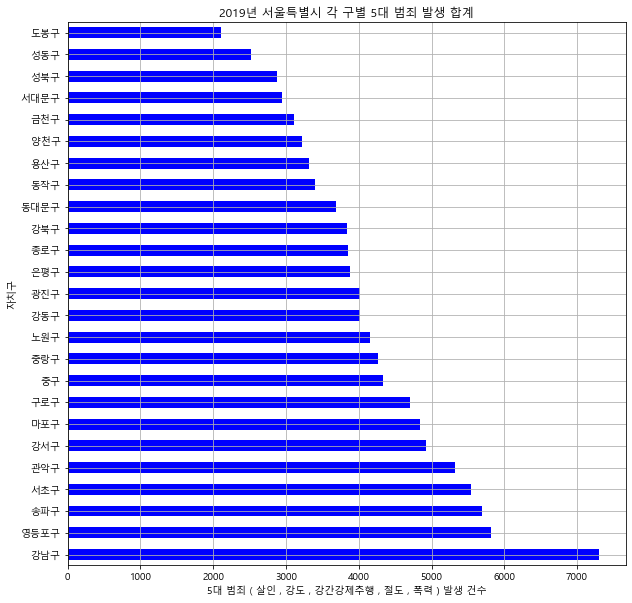 2019년 서울특별시 각 구별 5대 범죄 발생 합계
도봉구
성동구
성북구
서대문구
금천구
양천구
용산구
동작구
동대문구
강북구
종로구
은평구
광진구
강동구
노원구
중랑구
중구
구로구
마포구
강서구
관악구
서초구
송파구
영등포구
강남구
자치구
0 1000 2000 3000 4000 5000 6000 7000
5대 범죄 ( 살인 , 강도 , 강간강제추행 , 절도 , 폭력 ) 발생 건수